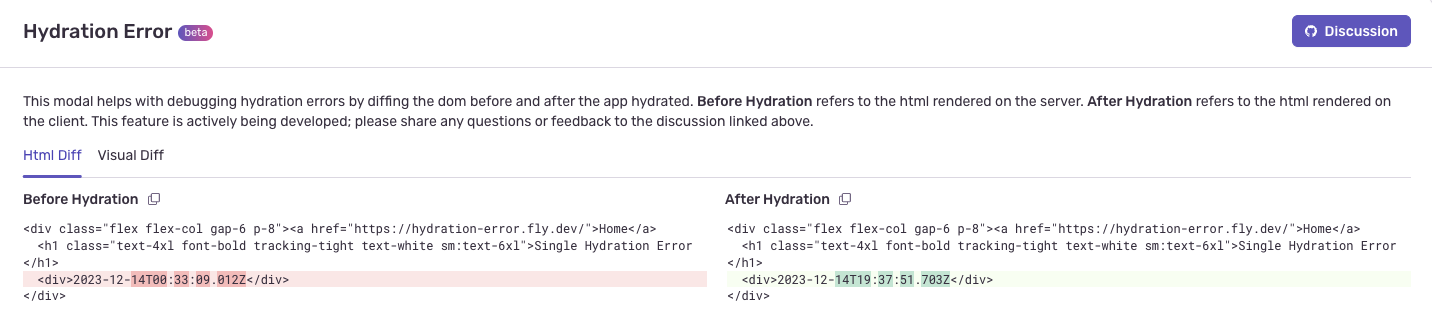 Hydration Error beta
Discussion
This modal helps with debugging hydration errors by diffing the dom before and after the app hydrated. Before Hydration refers to the html rendered on the server. After Hydration refers to the html rendered on
the client. This feature is actively being developed; please share any questions or feedback to the discussion linked above.
Html Diff Visual Diff
Before Hydration
<div class="flex flex-col gap-6 p-8"><a href="https://hydration-error.fly.dev/">Home</a>
<h1 class="text-4xl font-bold tracking-tight text-white sm:text-6xl">Single Hydration Error
</h1>
<div>2023-12-14T00:33:09.012Z</div>
</div>
After Hydration
<div class="flex flex-col gap-6 p-8"><a href="https://hydration-error.fly.dev/">Home</a>
<h1 class="text-4xl font-bold tracking-tight text-white sm:text-6xl">Single Hydration Error
</h1>
<div>2023-12-14T19:37:51.703Z</div>
</div>